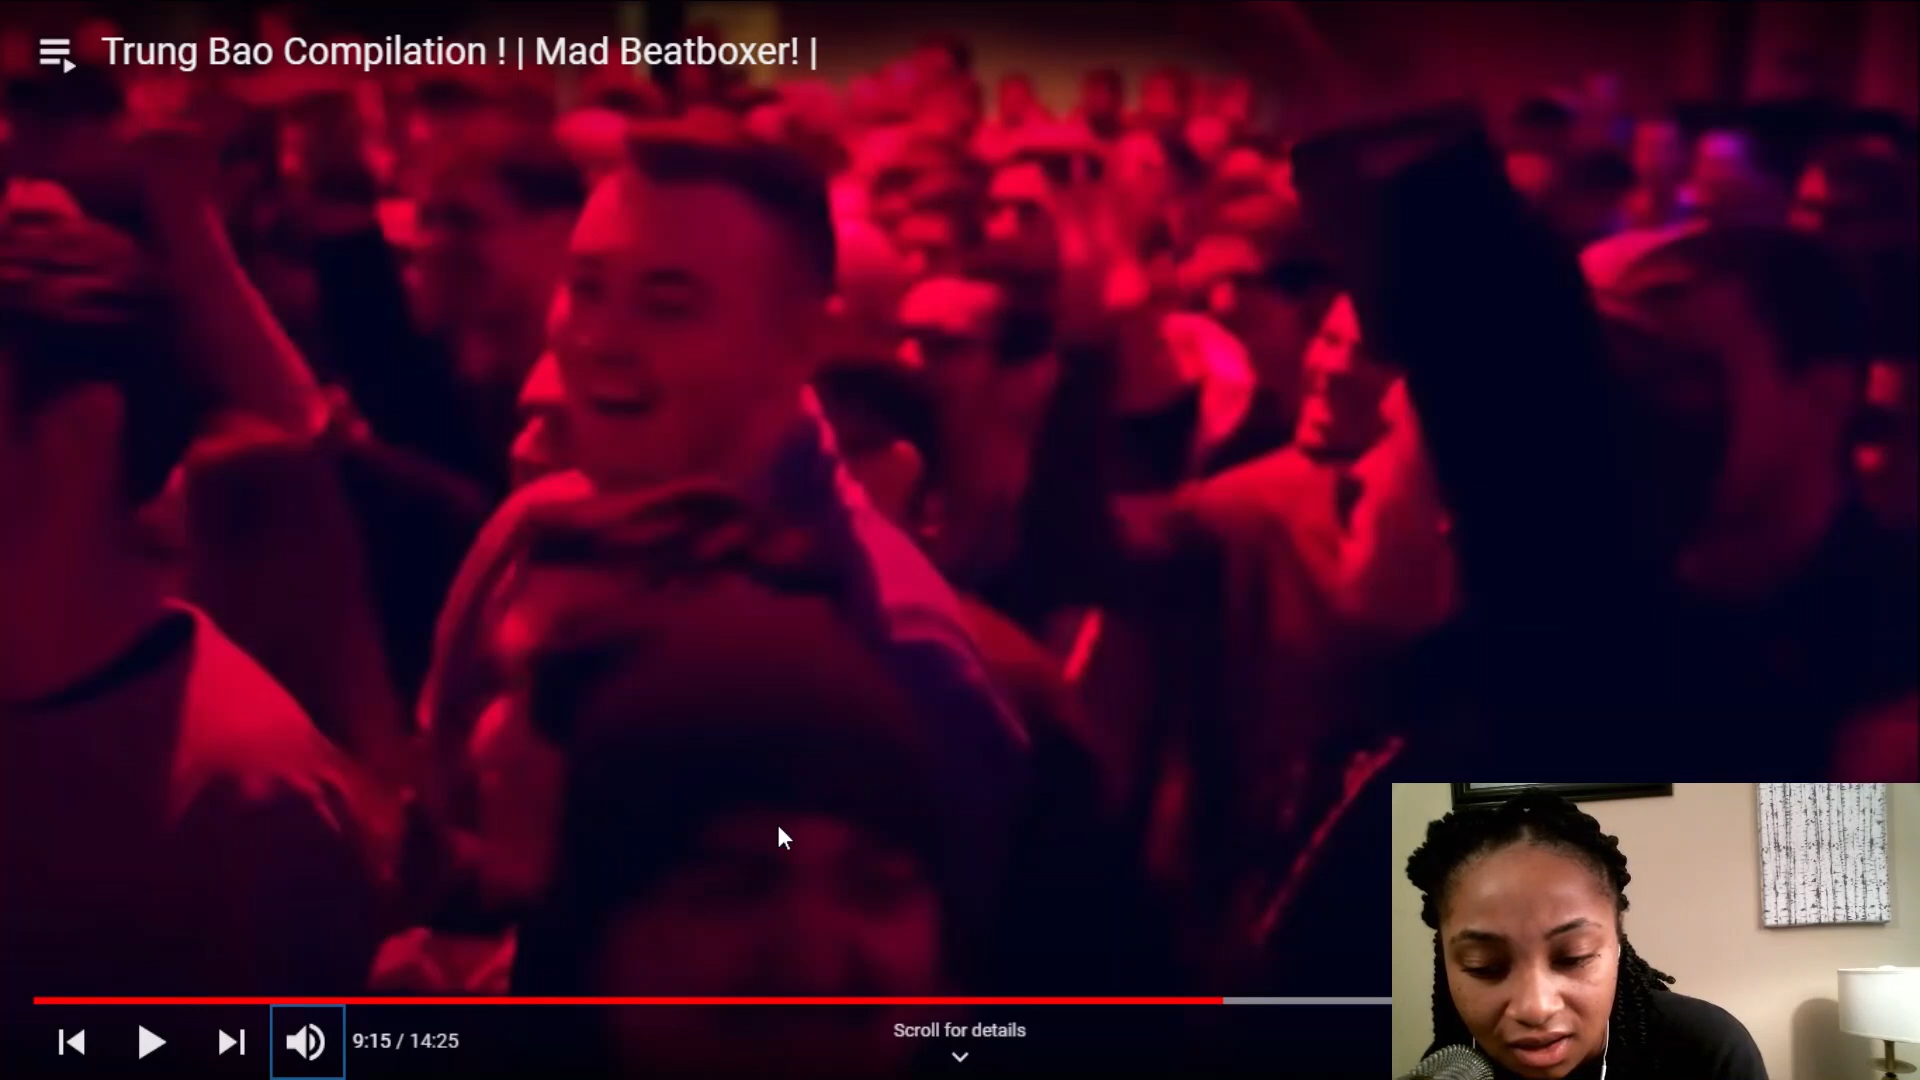 Trung Bao Compilation ! | Mad Beatboxer! |
9:15 / 14:25
Scroll for details